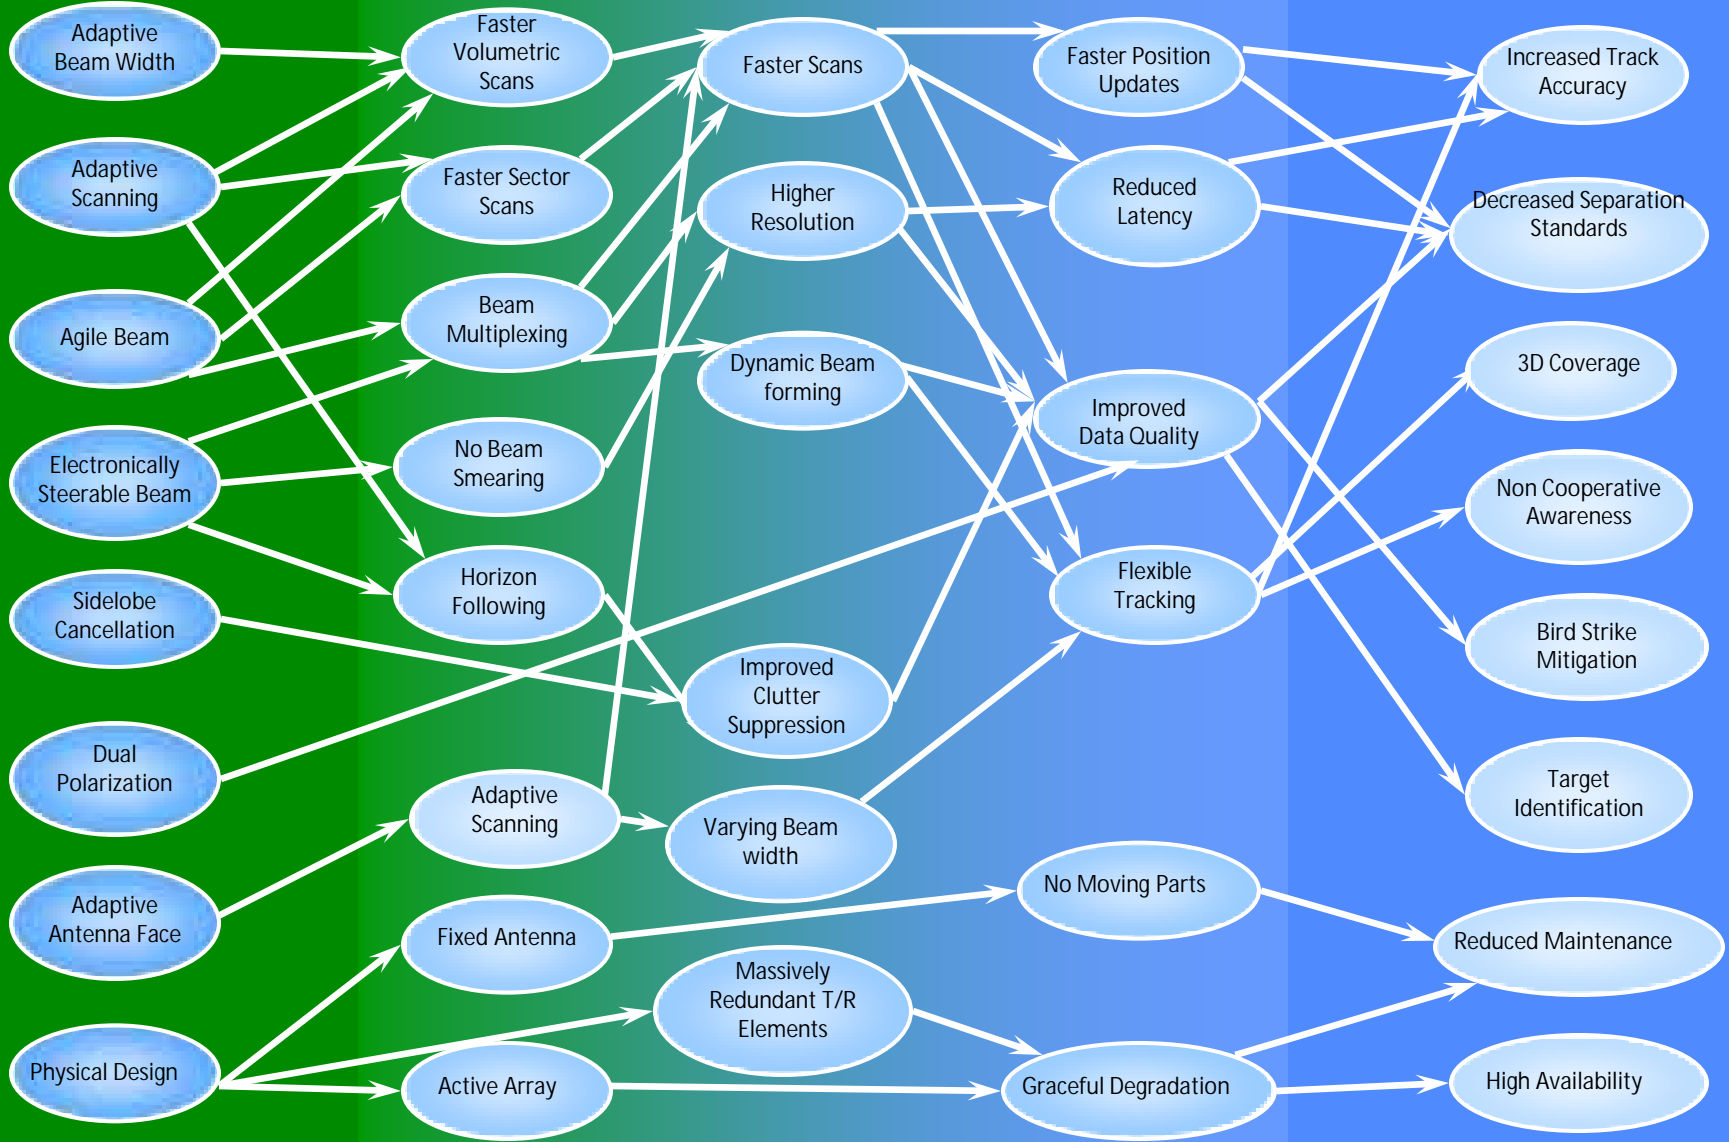 Adaptive
Beam Width
Adaptive
Scanning
Agile Beam
Electronically
Steerable Beam
Sidelobe
Cancellation
Dual
Polarization
Adaptive
Antenna Face
Physical Design
Faster
Volumetric
Scans
Faster Sector
Scans
Beam
Multiplexing
No Beam
Smearing
Horizon
Following
Adaptive
Scanning
Fixed Antenna
Active Array
Faster Scans
Higher
Resolution
Dynamic Beam
forming
Improved
Clutter
Suppression
Varying Beam
width
Massively
Redundant T/R
Elements
Faster Position
Updates
Reduced
Latency
Improved
Data Quality
Flexible
Tracking
No Moving Parts
Graceful Degradation
Increased Track
Accuracy
Decreased Separation
Standards
3D Coverage
Non Cooperative
Awareness
Bird Strike
Mitigation
Target
Identification
Reduced Maintenance
High Availability